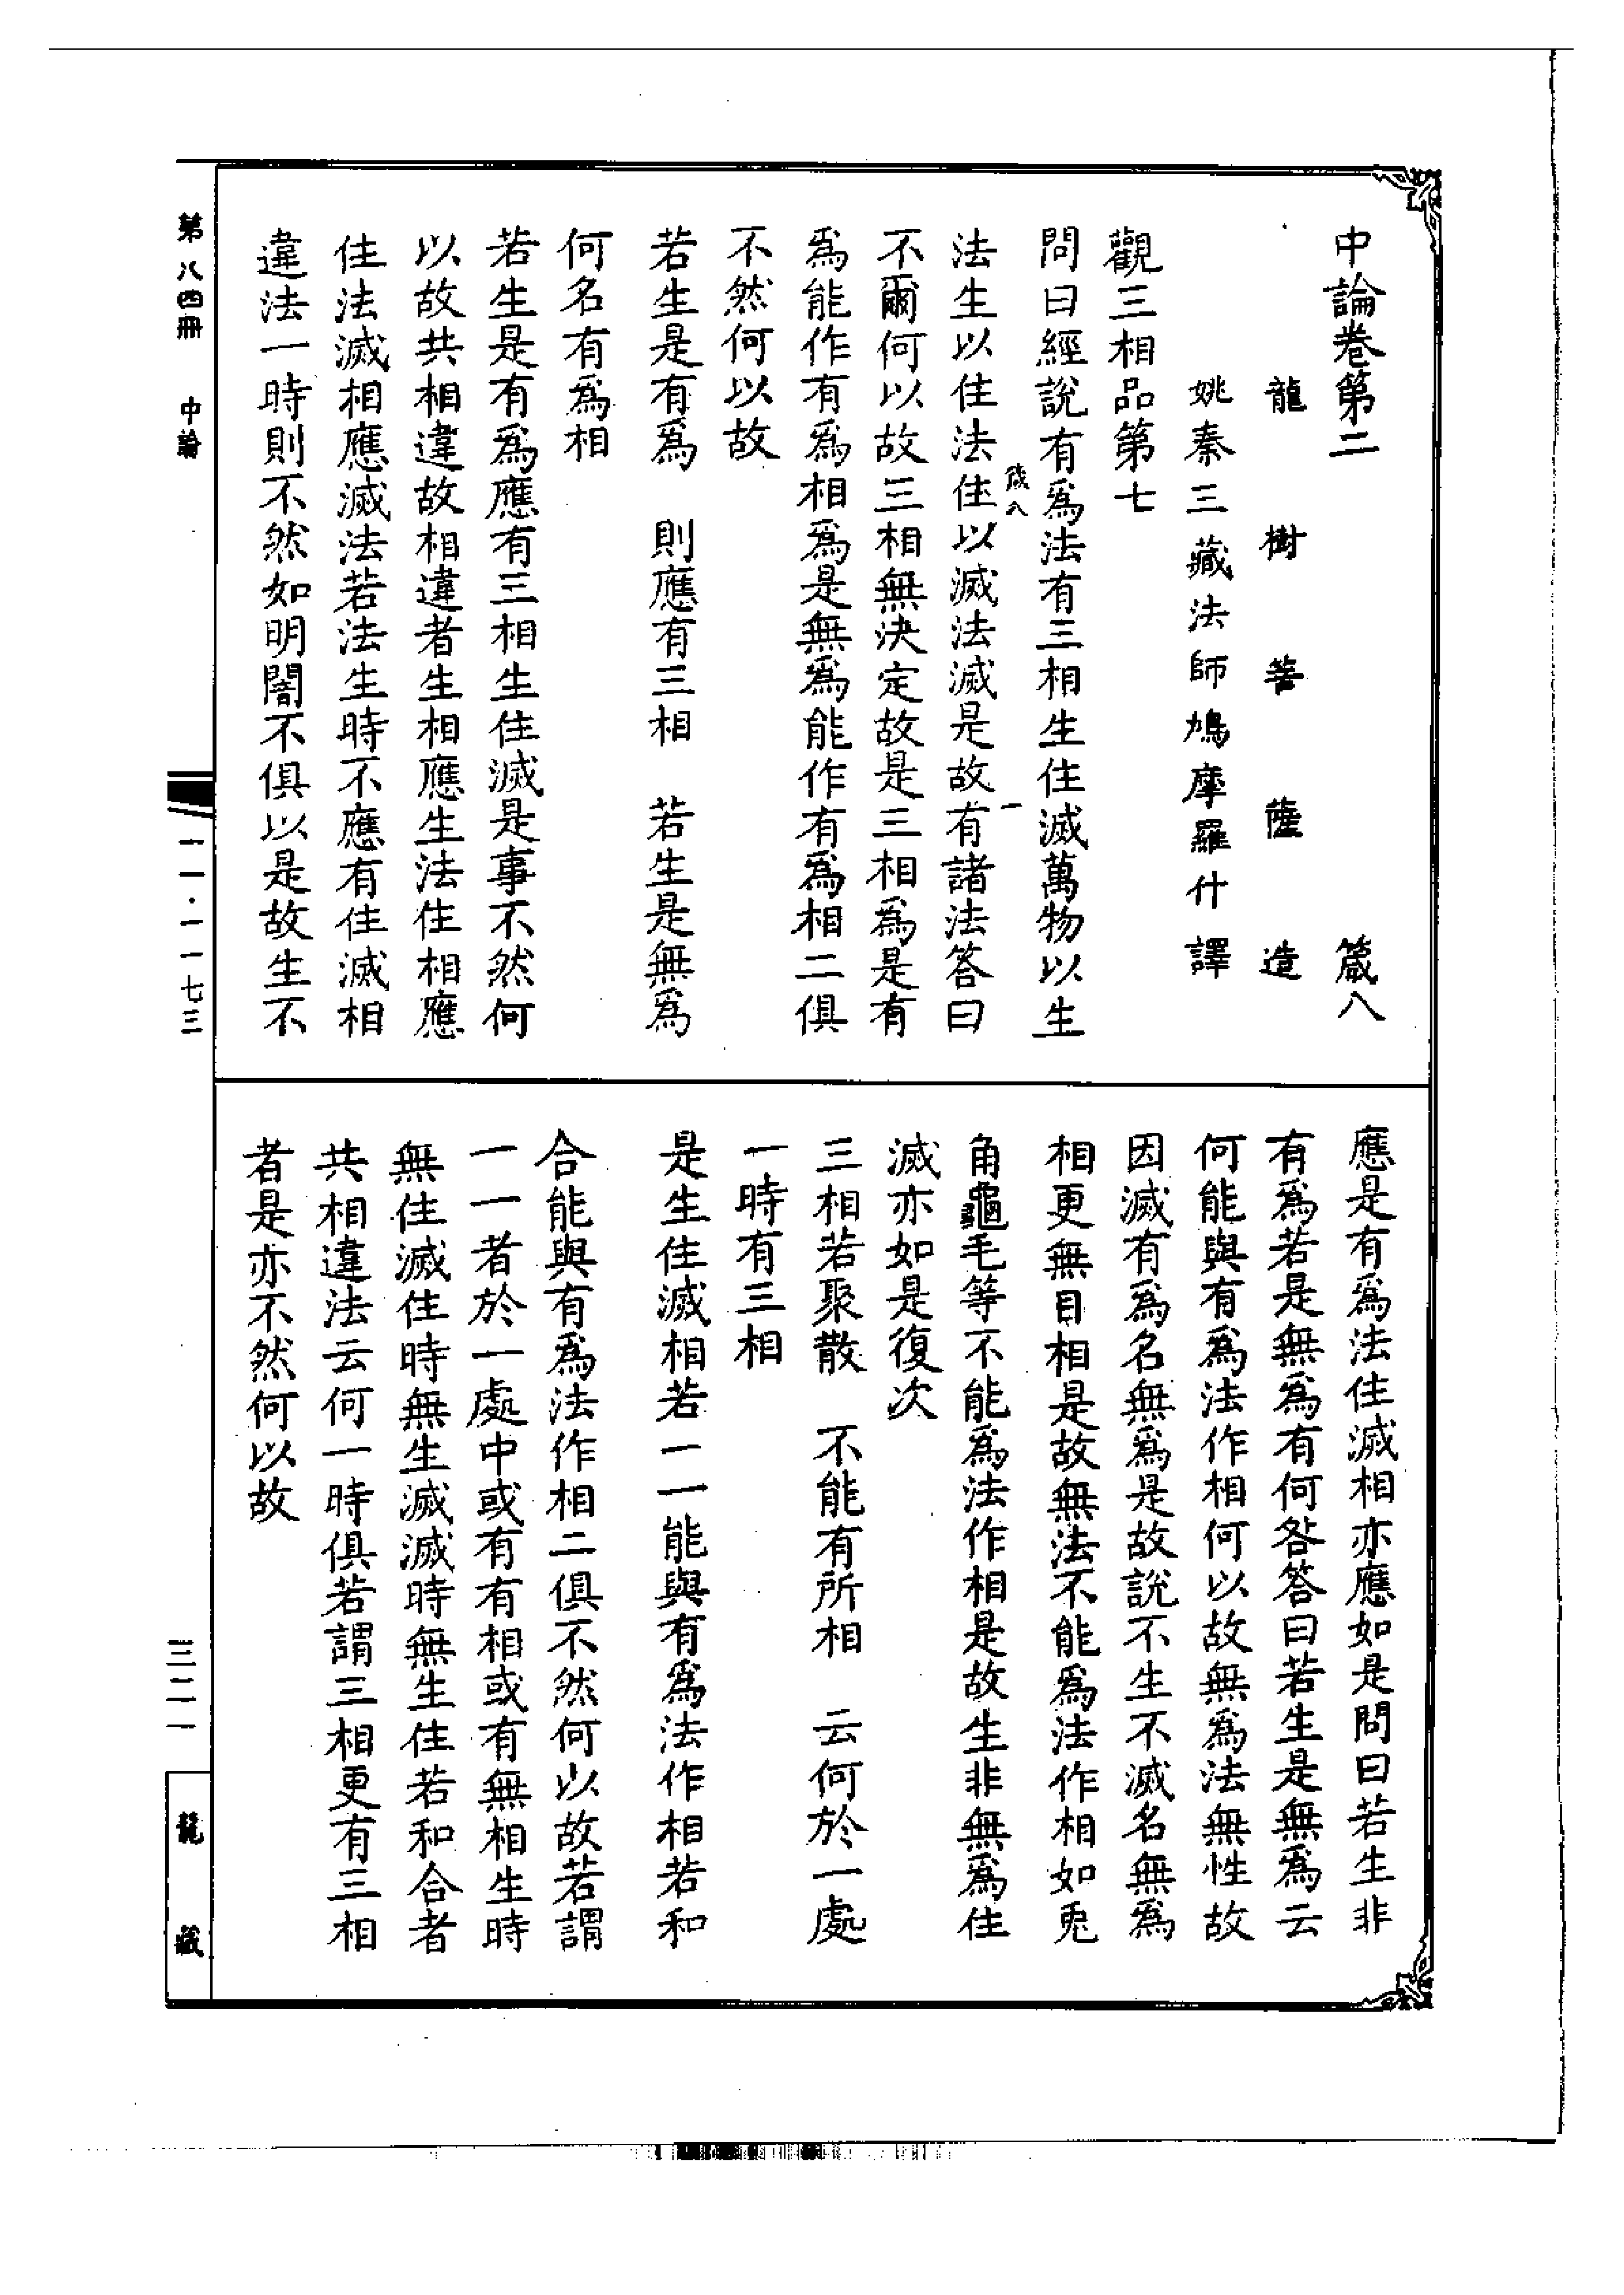 中論卷第二　箴八
龍樹菩薩造
姚秦三藏法師鳩摩羅什譯
觀三相品第七
問曰經說有爲法有三相生住滅萬物以生
法生以住法住以滅法滅是故有諸法答曰
不爾何以故三相無決定故是三相爲是有
爲能作有爲相爲是無爲能作有爲相二俱
不然何以故
若生是有爲　則應有三相　若生是無爲
何名有爲相
若生是有爲應有三相生住滅是事不然何
以故共相違故相違者生相應生法住相應
住法滅相應滅法若法生時不應有住滅相
違法一時則不然如明闇不俱以是故生不
應是有爲法住滅相亦應如是問曰若生非
有爲若是無爲有何咎答曰若生是無爲云
何能與有爲法作相何以故無爲法無性故
因滅有爲名無爲是故說不生不滅名無爲
相更無自相是故無法不能爲法作相如兎
角龜毛等不能爲法作相是故生非無爲住
滅亦如是復次
三相若聚散　不能有所相　云何於一處
一時有三相
是生住滅相若一一能與有爲法作相若和
合能與有爲法作相二俱不然何以故若謂
一一者於一處中或有有相或有無相生時
無住滅住時無生滅滅時無生住若和合者
共相違法云何一時俱若謂三相更有三相
者是亦不然何以故
箴八　一
第八四冊　中論
一一·一一七三
三二一
龍藏